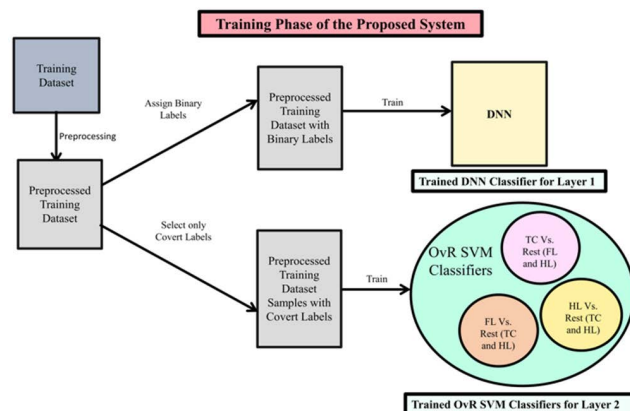 Training Phase of the Proposed System
Training
Dataset
Preprocessing
Preprocessed
Training
Dataset
Assign Binary
Labels
Preprocessed
Training
Dataset with
Binary Labels
Train
DNN
Trained DNN Classifier for Layer 1
Select only
Covert Labels
Preprocessed
Training
Dataset
Samples with
Covert Labels
Train
OvR SVM
Classifiers
TC Vs.
Rest (FL
and HL)
HL Vs.
Rest (TC
and HL)
FL Vs.
Rest (TC
and HL)
Trained OvR SVM Classifiers for Layer 2